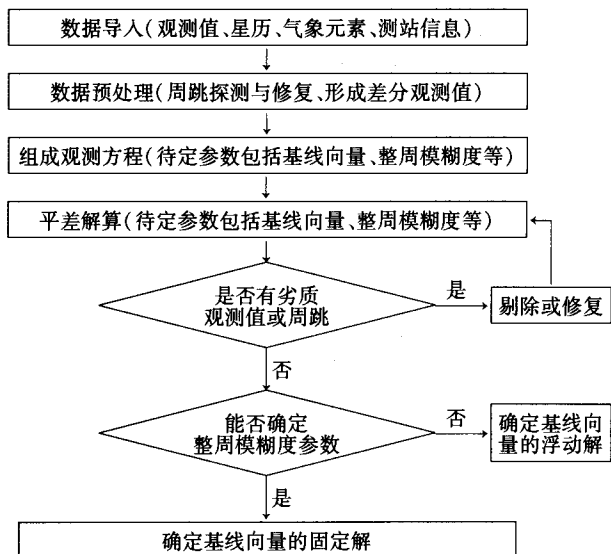 数据导入(观测值、星历、气象元素、测站信息)
数据预处理(周跳探测与修复、形成差分观测值)
组成观测方程(待定参数包括基线向量、整周模糊度等)
平差解算(待定参数包括基线向量、整周模糊度等)
是否有劣质
观测值或周跳
是
剔除或修复
否
能否确定
整周模糊度参数
否
确定基线向
量的浮动解
是
确定基线向量的固定解